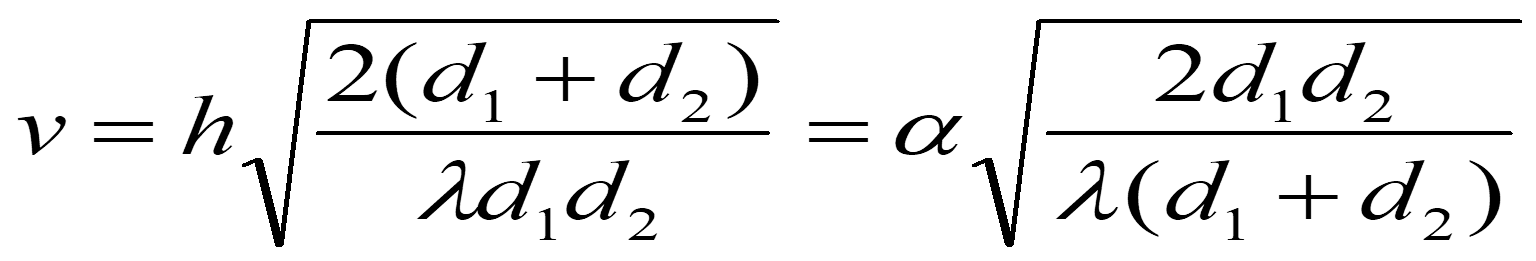 v = h√(2(d₁ + d₂) / λd₁d₂) = α√(2d₁d₂ / λ(d₁ + d₂))